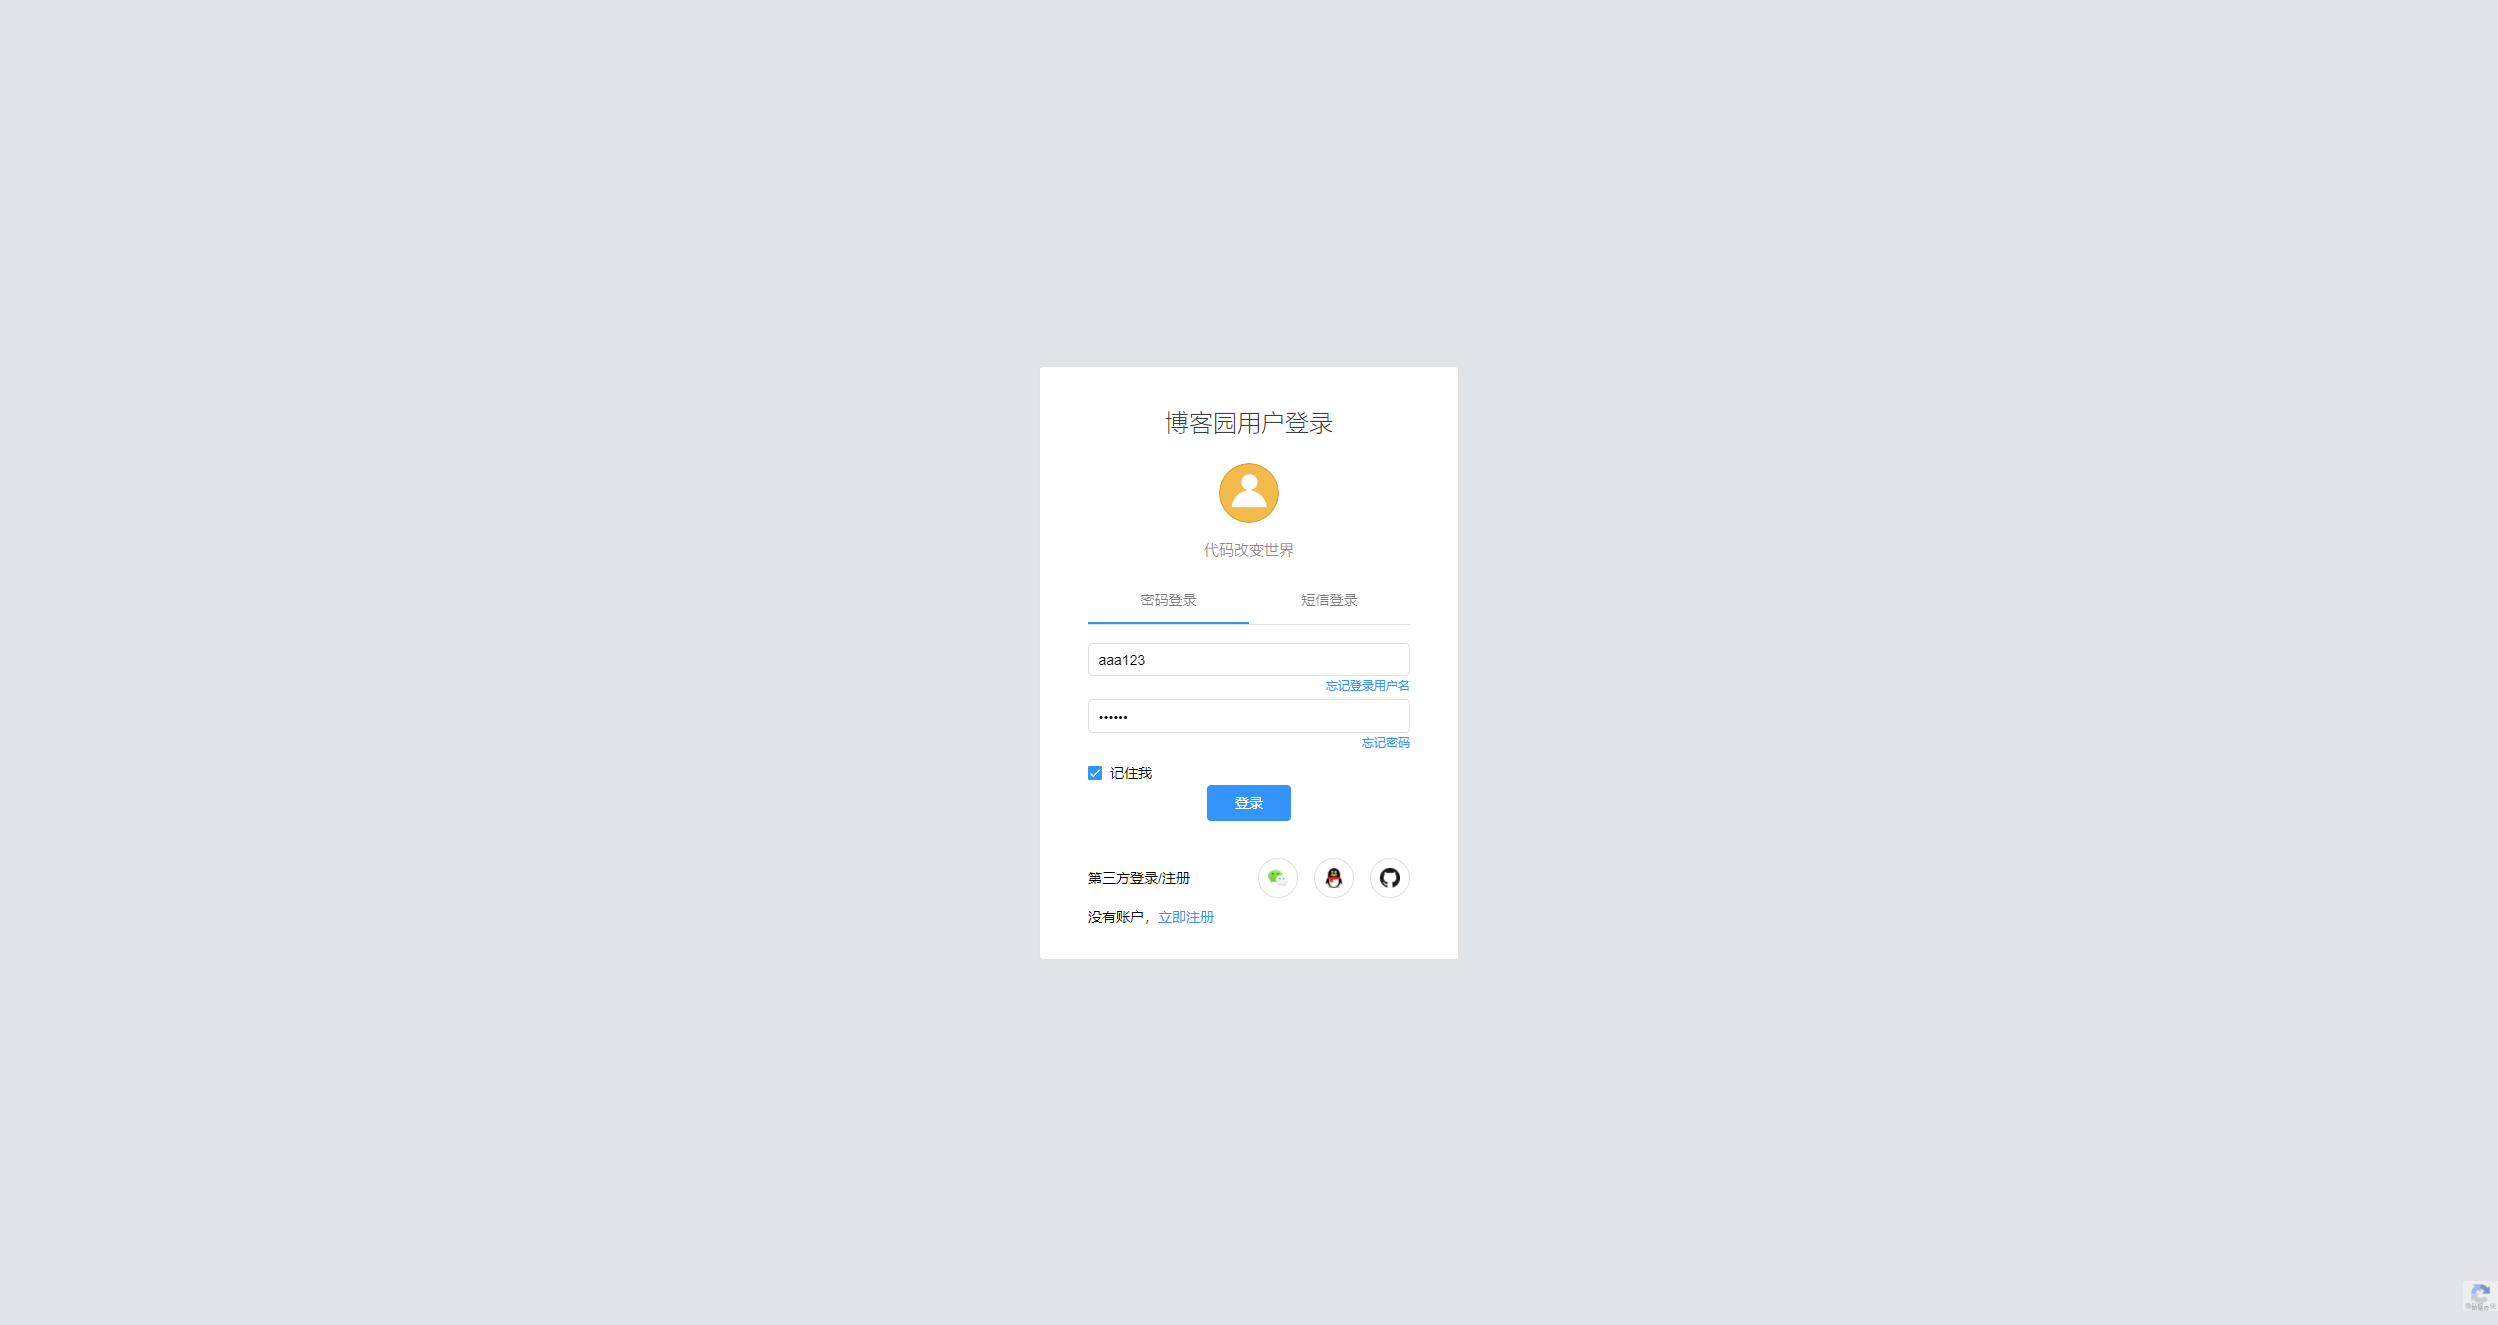 博客园用户登录
代码改变世界
密码登录 短信登录
aaa123
忘记登录用户名
••••••
忘记密码
记住我
登录
第三方登录/注册
没有账户，立即注册